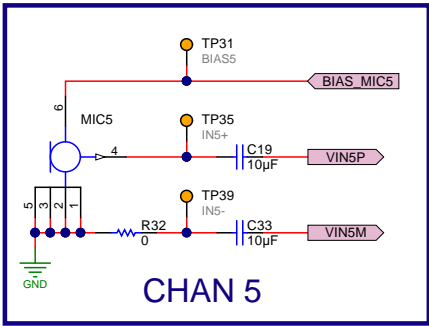 TP31
BIAS5
BIAS_MIC5
6
MIC5
TP35
IN5+
4
C19
10µF
VIN5P
TP39
IN5-
5
3
2
1
R32
0
C33
10µF
VIN5M
GND
CHAN 5